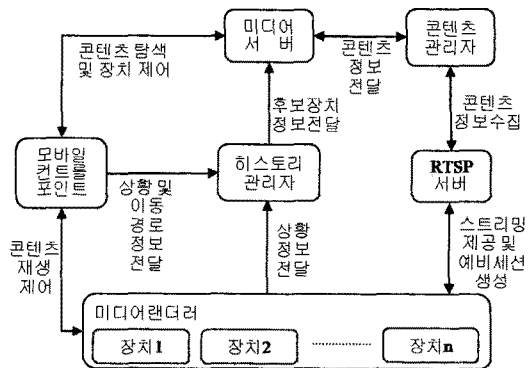 미디어
서 버
콘텐츠
관리자
콘텐츠 탐색
및 장치 제어
콘텐츠
정보
전달
후보장치
정보전달
콘텐츠
정보수집
모바일
컨트롤
포인트
히스토리
관리자
RTSP
서버
상황 및
이동
경로
정보
전달
상황
정보
전달
스트리밍
제공 및
예비세션
생성
콘텐츠
재생
제어
미디어랜더러
장치1
장치2
장치n